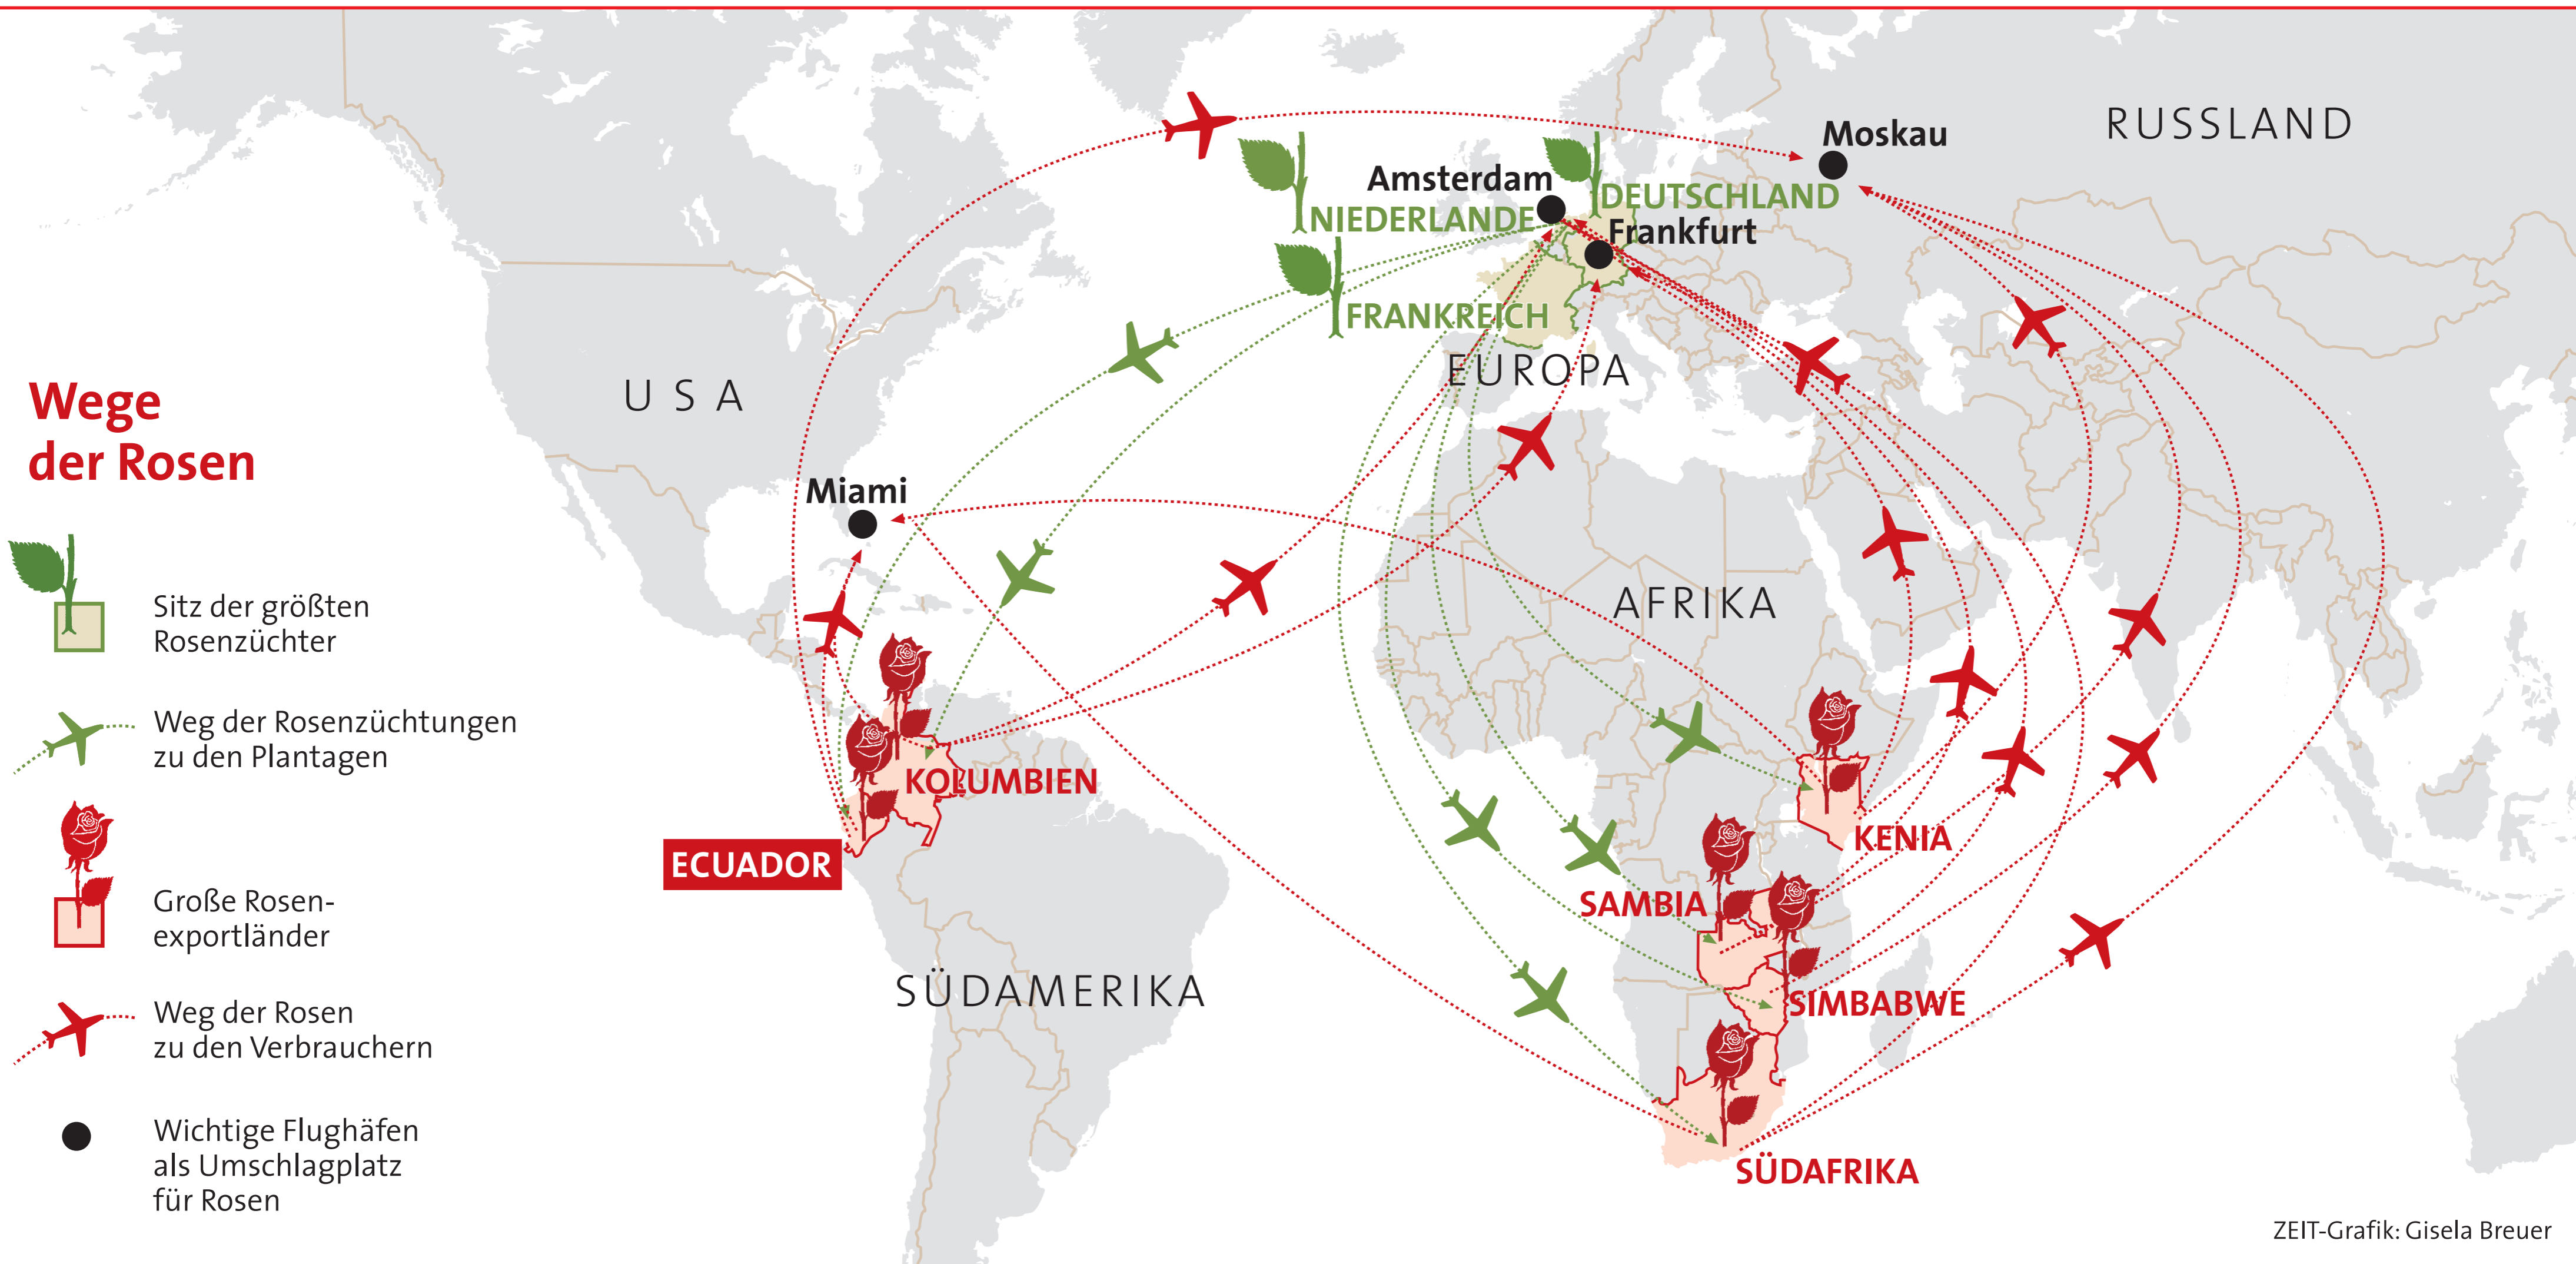 Wege
der Rosen
Sitz der größten
Rosenzüchter
Weg der Rosenzüchtungen
zu den Plantagen
Große Rosen-
exportländer
Weg der Rosen
zu den Verbrauchern
Wichtige Flughäfen
als Umschlagplatz
für Rosen
USA
Miami
ECUADOR
KOLUMBIEN
SÜDAMERIKA
Amsterdam
NIEDERLANDE
DEUTSCHLAND
Frankfurt
FRANKREICH
EUROPA
Moskau
RUSSLAND
AFRIKA
KENIA
SAMBIA
SIMBABWE
SÜDAFRIKA
ZEIT-Grafik: Gisela Breuer